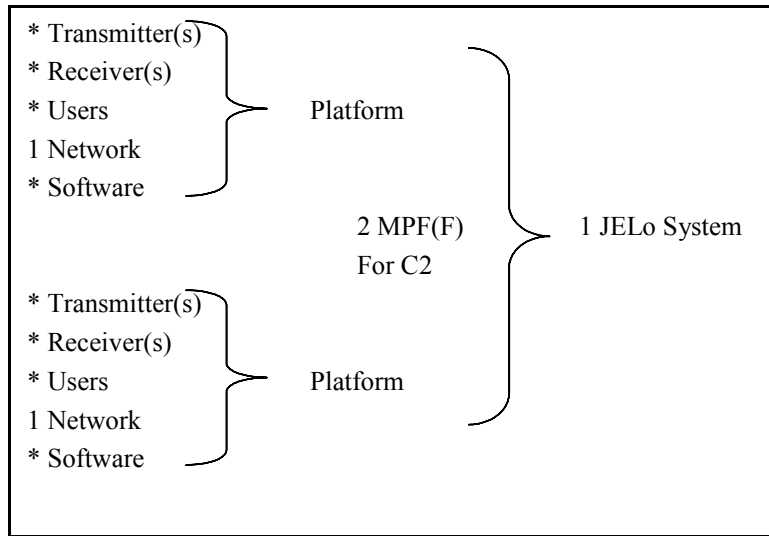 * Transmitter(s)
* Receiver(s)
* Users
1 Network
* Software
Platform
2 MPF(F)
For C2
1 JELo System
* Transmitter(s)
* Receiver(s)
* Users
1 Network
* Software
Platform